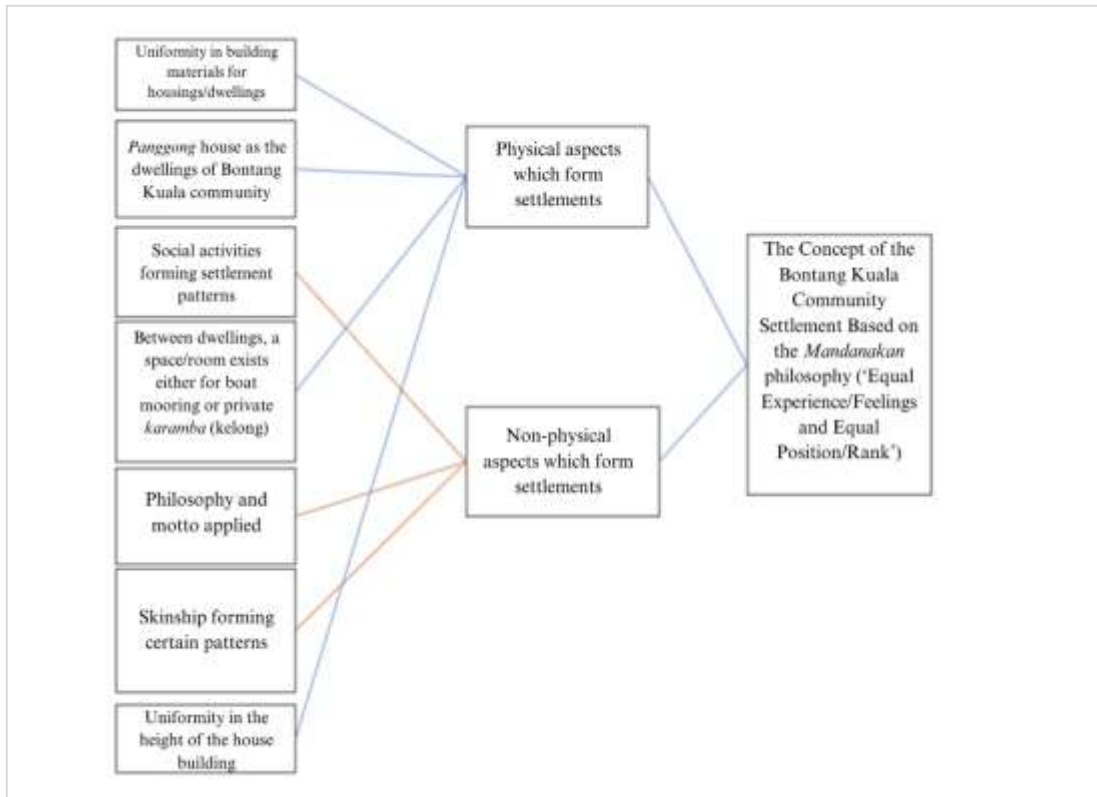 Uniformity in building
materials for
housings/dwellings
Panggong house as the
dwellings of Bontang
Kuala community
Social activities
forming settlement
patterns
Between dwellings, a
space/room exists
either for boat
mooring or private
karamba (kelong)
Philosophy and
motto applied
Skinship forming
certain patterns
Uniformity in the
height of the house
building
Physical aspects
which form
settlements
Non-physical
aspects which form
settlements
The Concept of the
Bontang Kuala
Community
Settlement Based on
the Mandanakan
philosophy (‘Equal
Experience/Feelings
and Equal
Position/Rank’)